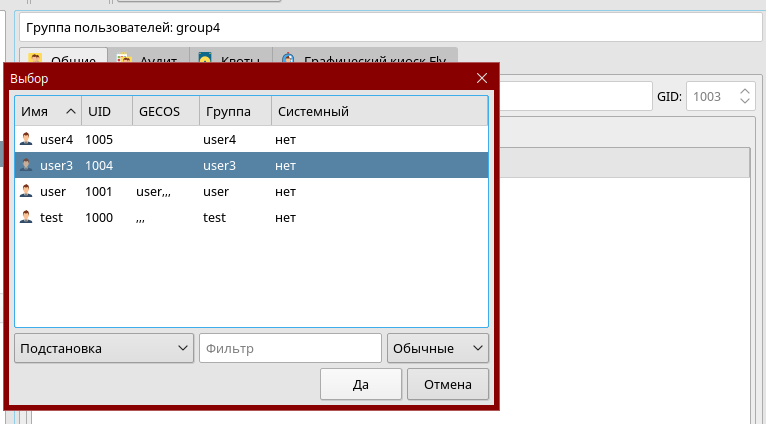 Группа пользователей: group4
Общие Аудит Квоты Графический киоск Fly
Выбор
GID: 1003
Имя UID GECOS Группа Системный
user4 1005 user4 нет
user3 1004 user3 нет
user 1001 user,,, user нет
test 1000 ,,, test нет
Подстановка Фильтр Обычные
Да Отмена